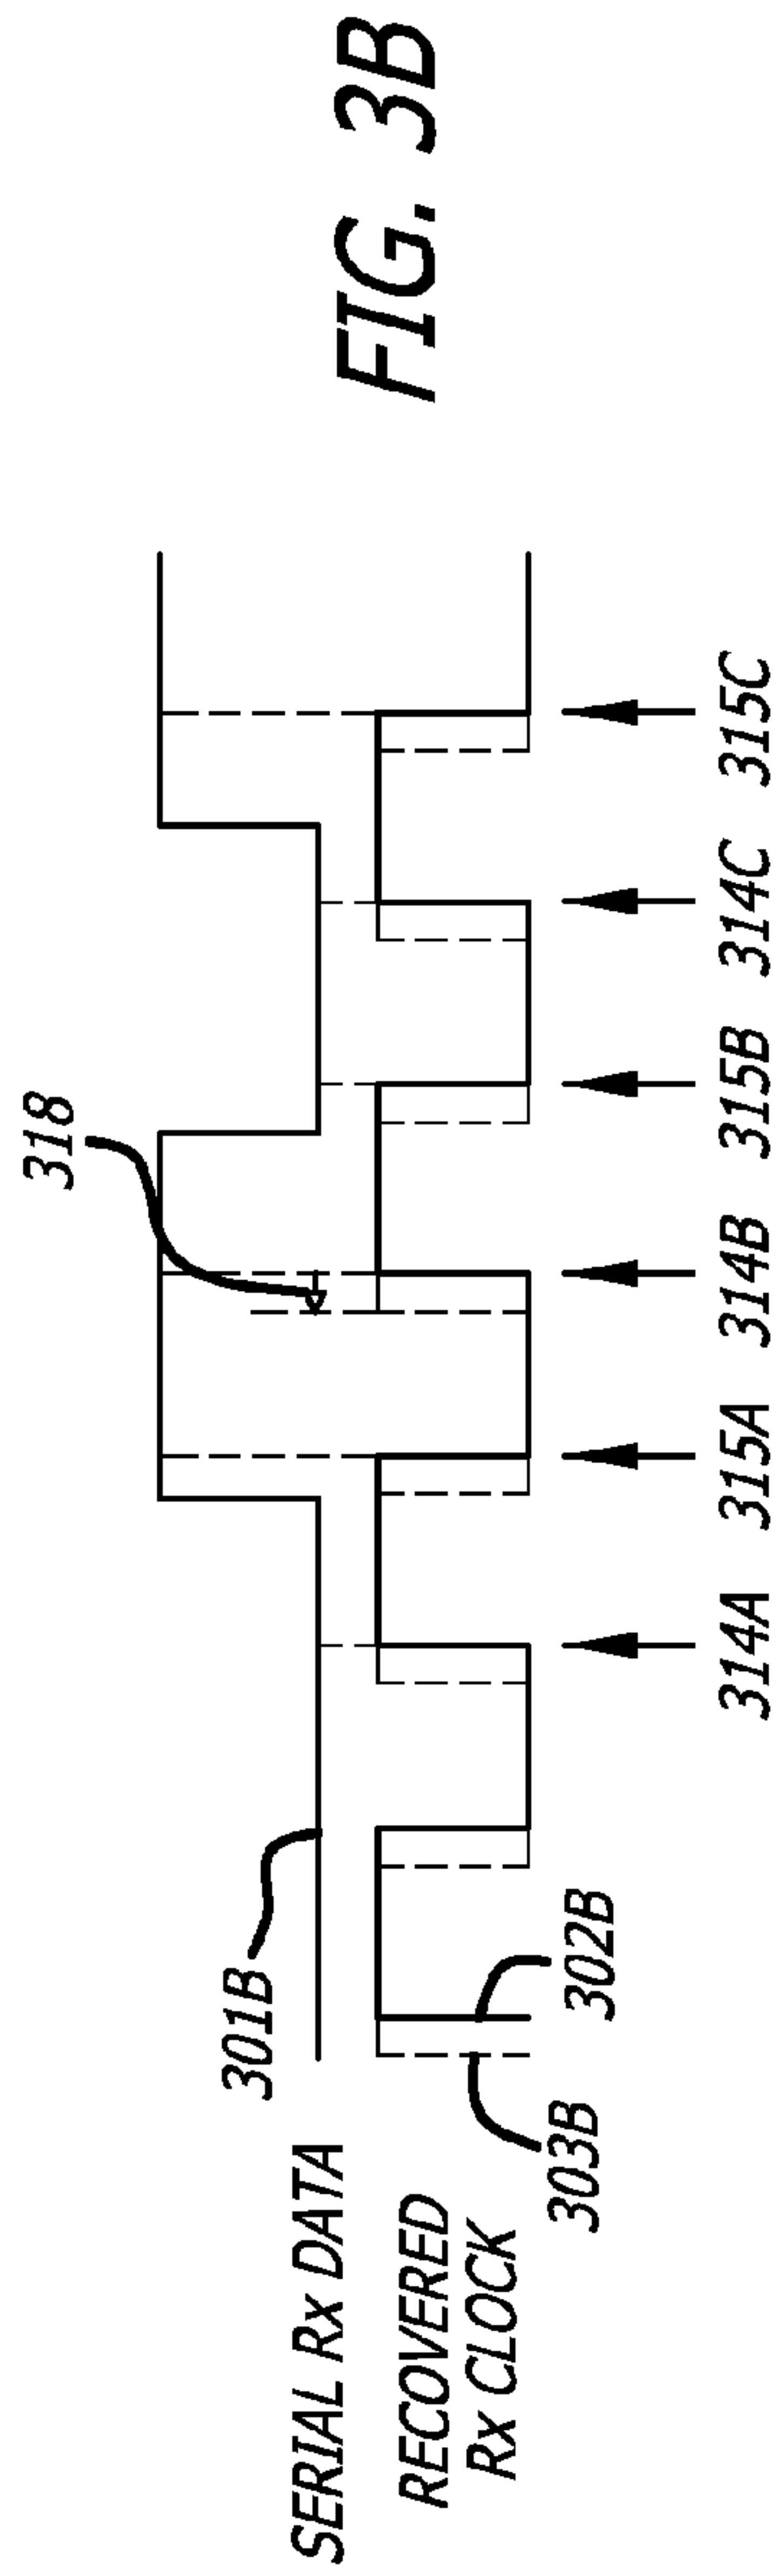 318
301B
SERIAL Rx DATA
RECOVERED
Rx CLOCK
303B
302B
314A
315A
314B
315B
314C
315C
FIG. 3B